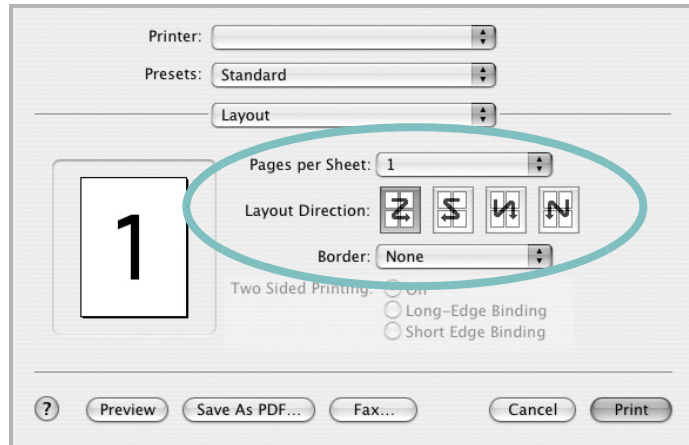 Printer:
Presets: Standard
Layout
Pages per Sheet: 1
Layout Direction:
Border: None
Two Sided Printing: Off
Long-Edge Binding
Short Edge Binding
1
? Preview Save As PDF... Fax... Cancel Print